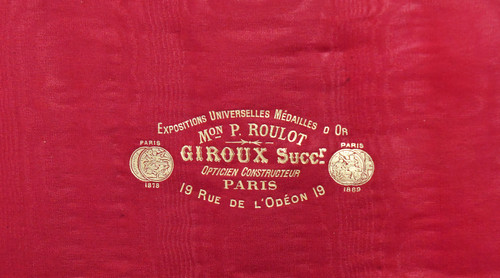 EXPOSITIONS UNIVERSELLES MÉDAILLES D'OR
MON P. ROULOT
GIROUX SUCCR
OPTICIEN CONSTRUCTEUR
PARIS
19 RUE DE L'ODÉON 19
PARIS
1878
PARIS
1889